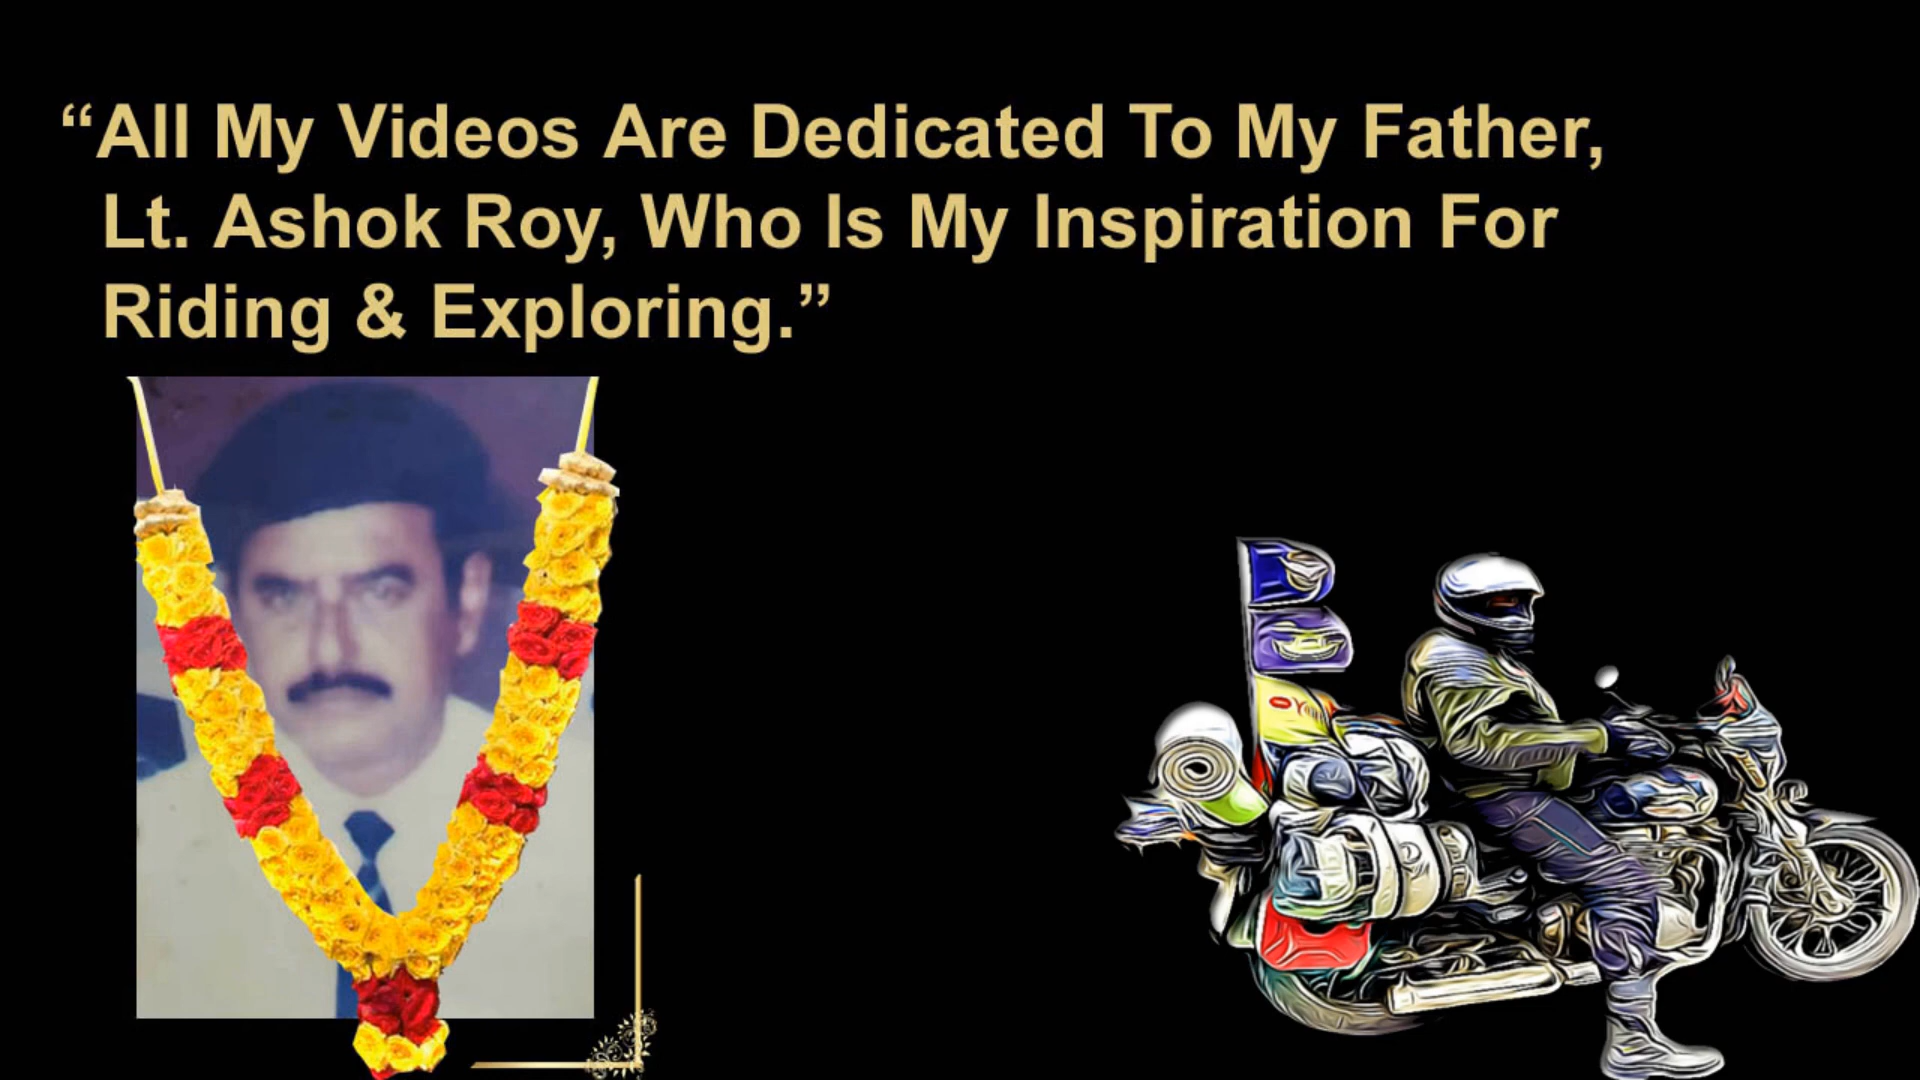 “All My Videos Are Dedicated To My Father,
Lt. Ashok Roy, Who Is My Inspiration For
Riding & Exploring.”